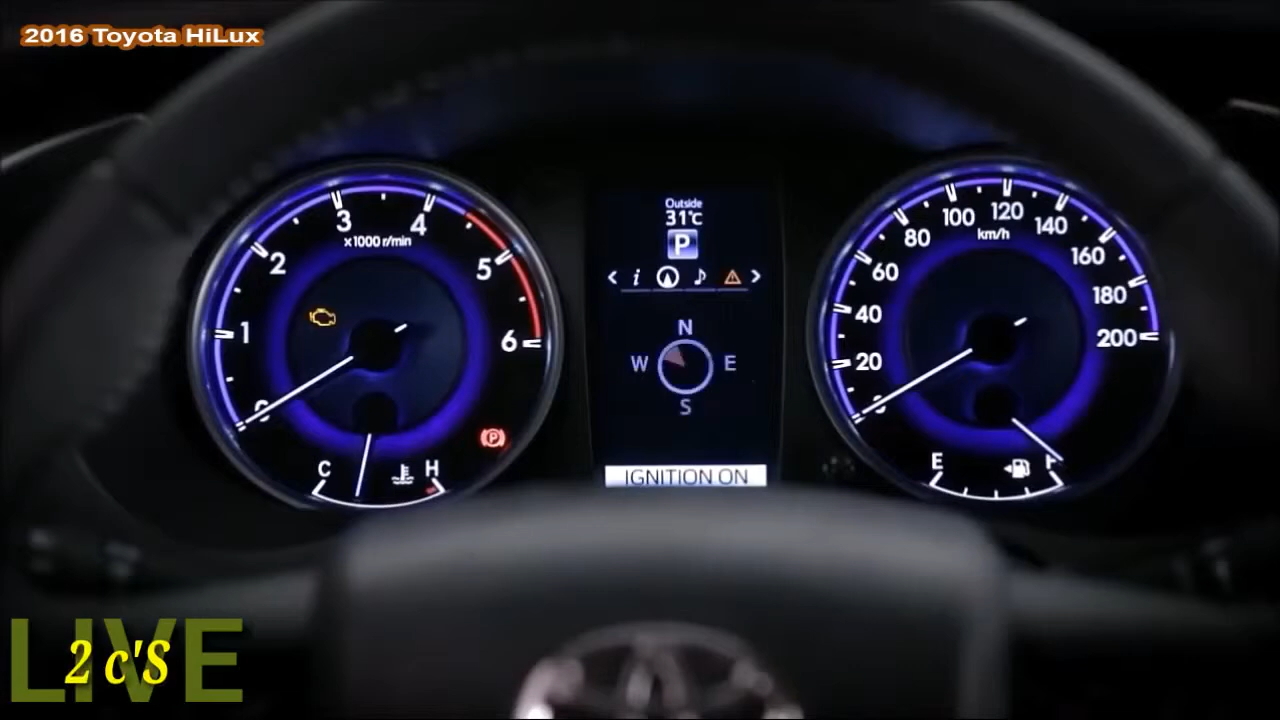 2016 Toyota HiLux
0
1
2
3
4
5
6
x1000 r/min
C
H
P
Outside
31°C
P
i
N
W
E
S
IGNITION ON
20
40
60
80
100
120
140
160
180
200
km/h
E
F
LIVE
2 c'S